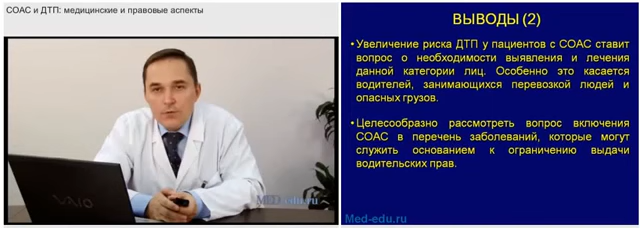 СОАС и ДТП: медицинские и правовые аспекты
VAIO
MED-edu.ru
ВЫВОДЫ (2)
•Увеличение риска ДТП у пациентов с СОАС ставит
вопрос о необходимости выявления и лечения
данной категории лиц. Особенно это касается
водителей, занимающихся перевозкой людей и
опасных грузов.
•Целесообразно рассмотреть вопрос включения
СОАС в перечень заболеваний, которые могут
служить основанием к ограничению выдачи
водительских прав.
Med-edu.ru